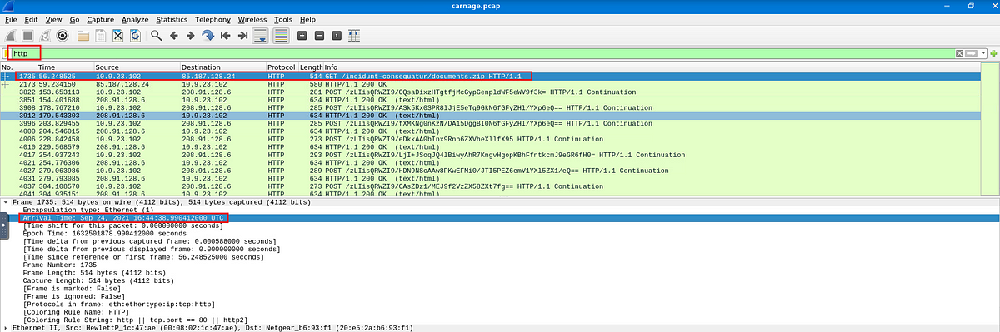 carnage.pcap
File Edit View Go Capture Analyze Statistics Telephony Wireless Tools Help
http
No. Time Source Destination Protocol Length Info
1735 56.248525 10.9.23.102 85.187.128.24 HTTP 514 GET /incidunt-consequatur/documents.zip HTTP/1.1
2173 59.234150 85.187.128.24 10.9.23.102 HTTP 580 HTTP/1.1 200 OK
3822 153.653113 10.9.23.102 208.91.128.6 HTTP 281 POST /zLIisQRWZI9/OQsaDixzHTgtfjMcGypGenpldWF5eWV9f3k= HTTP/1.1 Continuation
3851 154.401688 208.91.128.6 10.9.23.102 HTTP 634 HTTP/1.1 200 OK (text/html)
3908 178.767210 10.9.23.102 208.91.128.6 HTTP 285 POST /zLIisQRWZI9/ASk5Kx0SPR8lJjE5eTg9GkN6fGFyZHl/YXp6eQ== HTTP/1.1 Continuation
3912 179.543303 208.91.128.6 10.9.23.102 HTTP 634 HTTP/1.1 200 OK (text/html)
3996 203.829455 10.9.23.102 208.91.128.6 HTTP 285 POST /zLIisQRWZI9/fXMKNg0nKzN/DA15DggBI0N6fGFyZHl/YXp6eQ== HTTP/1.1 Continuation
4000 204.546015 208.91.128.6 10.9.23.102 HTTP 634 HTTP/1.1 200 OK (text/html)
4006 228.842458 10.9.23.102 208.91.128.6 HTTP 273 POST /zLIisQRWZI9/eDkkAA0bInx9Rnp6ZXVheXllfX95 HTTP/1.1 Continuation
4010 229.568579 208.91.128.6 10.9.23.102 HTTP 634 HTTP/1.1 200 OK (text/html)
4017 254.037243 10.9.23.102 208.91.128.6 HTTP 293 POST /zLIisQRWZI9/LjI+JSoqJQ4lBiwyAhR7KngvHgopKBhFfntkcmJ9eGR6fH0= HTTP/1.1 Continuation
4021 254.776306 208.91.128.6 10.9.23.102 HTTP 634 HTTP/1.1 200 OK (text/html)
4027 279.063986 10.9.23.102 208.91.128.6 HTTP 289 POST /zLIisQRWZI9/HDN9NScAAw8PKwEFMi0/JTI5PEZ6emV1YXl5ZX1/eQ== HTTP/1.1 Continuation
4031 279.793085 208.91.128.6 10.9.23.102 HTTP 634 HTTP/1.1 200 OK (text/html)
4037 304.108570 10.9.23.102 208.91.128.6 HTTP 273 POST /zLIisQRWZI9/CAsZDz1/MEJ9f2VzZX58ZXt7fg== HTTP/1.1 Continuation
4041 304.935151 208.91.128.6 10.9.23.102 HTTP 634 HTTP/1.1 200 OK (text/html)
Frame 1735: 514 bytes on wire (4112 bits), 514 bytes captured (4112 bits)
Encapsulation type: Ethernet (1)
Arrival Time: Sep 24, 2021 16:44:38.990412000 UTC
[Time shift for this packet: 0.000000000 seconds]
Epoch Time: 1632501878.990412000 seconds
[Time delta from previous captured frame: 0.000588000 seconds]
[Time delta from previous displayed frame: 0.000000000 seconds]
[Time since reference or first frame: 56.248525000 seconds]
Frame Number: 1735
Frame Length: 514 bytes (4112 bits)
Capture Length: 514 bytes (4112 bits)
[Frame is marked: False]
[Frame is ignored: False]
[Protocols in frame: eth:ethertype:ip:tcp:http]
[Coloring Rule Name: HTTP]
[Coloring Rule String: http || tcp.port == 80 || http2]
Ethernet II, Src: HewlettP_1c:47:ae (00:08:02:1c:47:ae), Dst: Netgear_b6:93:f1 (20:e5:2a:b6:93:f1)